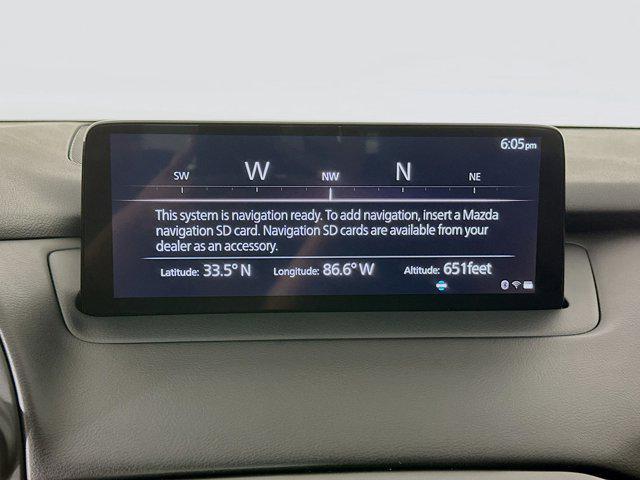 6:05pm
SW W NW N NE
This system is navigation ready. To add navigation, insert a Mazda
navigation SD card. Navigation SD cards are available from your
dealer as an accessory.
Latitude: 33.5° N Longitude: 86.6° W Altitude: 651feet